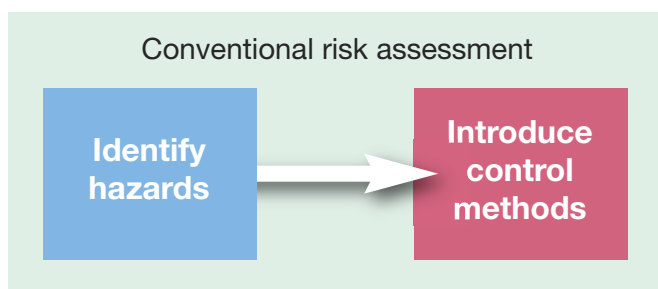 Conventional risk assessment
Identify
hazards
Introduce
control
methods